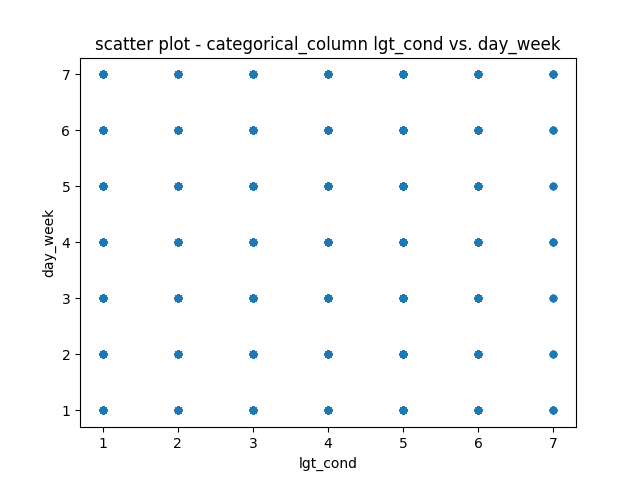 scatter plot - categorical_column lgt_cond vs. day_week
7
6
5
4
3
2
1
day_week
1 2 3 4 5 6 7
lgt_cond